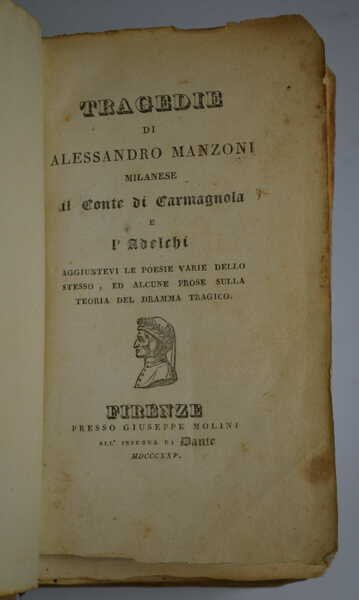 TRAGEDIE
DI
ALESSANDRO MANZONI
MILANESE
il Conte di Carmagnola
E
l' Adelchi
AGGIUNTEVI LE POESIE VARIE DELLO
STESSO, ED ALCUNE PROSE SULLA
TEORIA DEL DRAMMA TRAGICO.
FIRENZE
PRESSO GIUSEPPE MOLINI
ALL' INSEGNA DI Dante
MDCCCXXV.